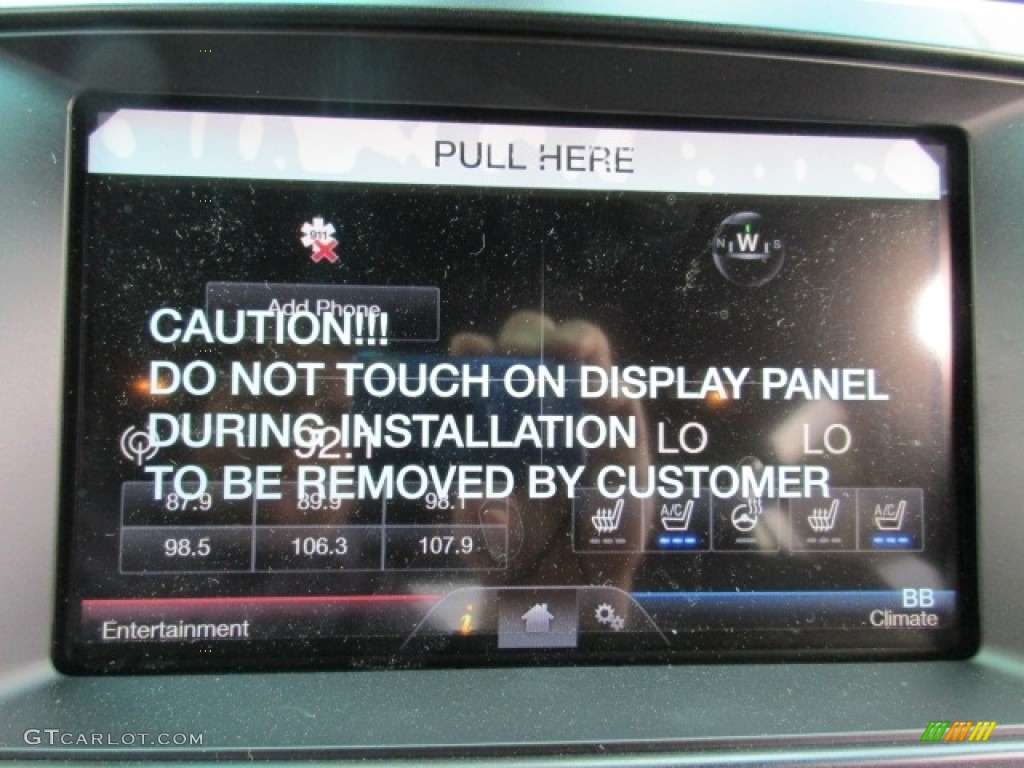 PULL HERE
911
N W S
Add Phone
CAUTION!!!
DO NOT TOUCH ON DISPLAY PANEL
DURING INSTALLATION
92.1 LO LO
TO BE REMOVED BY CUSTOMER
87.9 89.9 98.1
A/C A/C
98.5 106.3 107.9
BB
Entertainment i Climate
GTCARLOT.COM